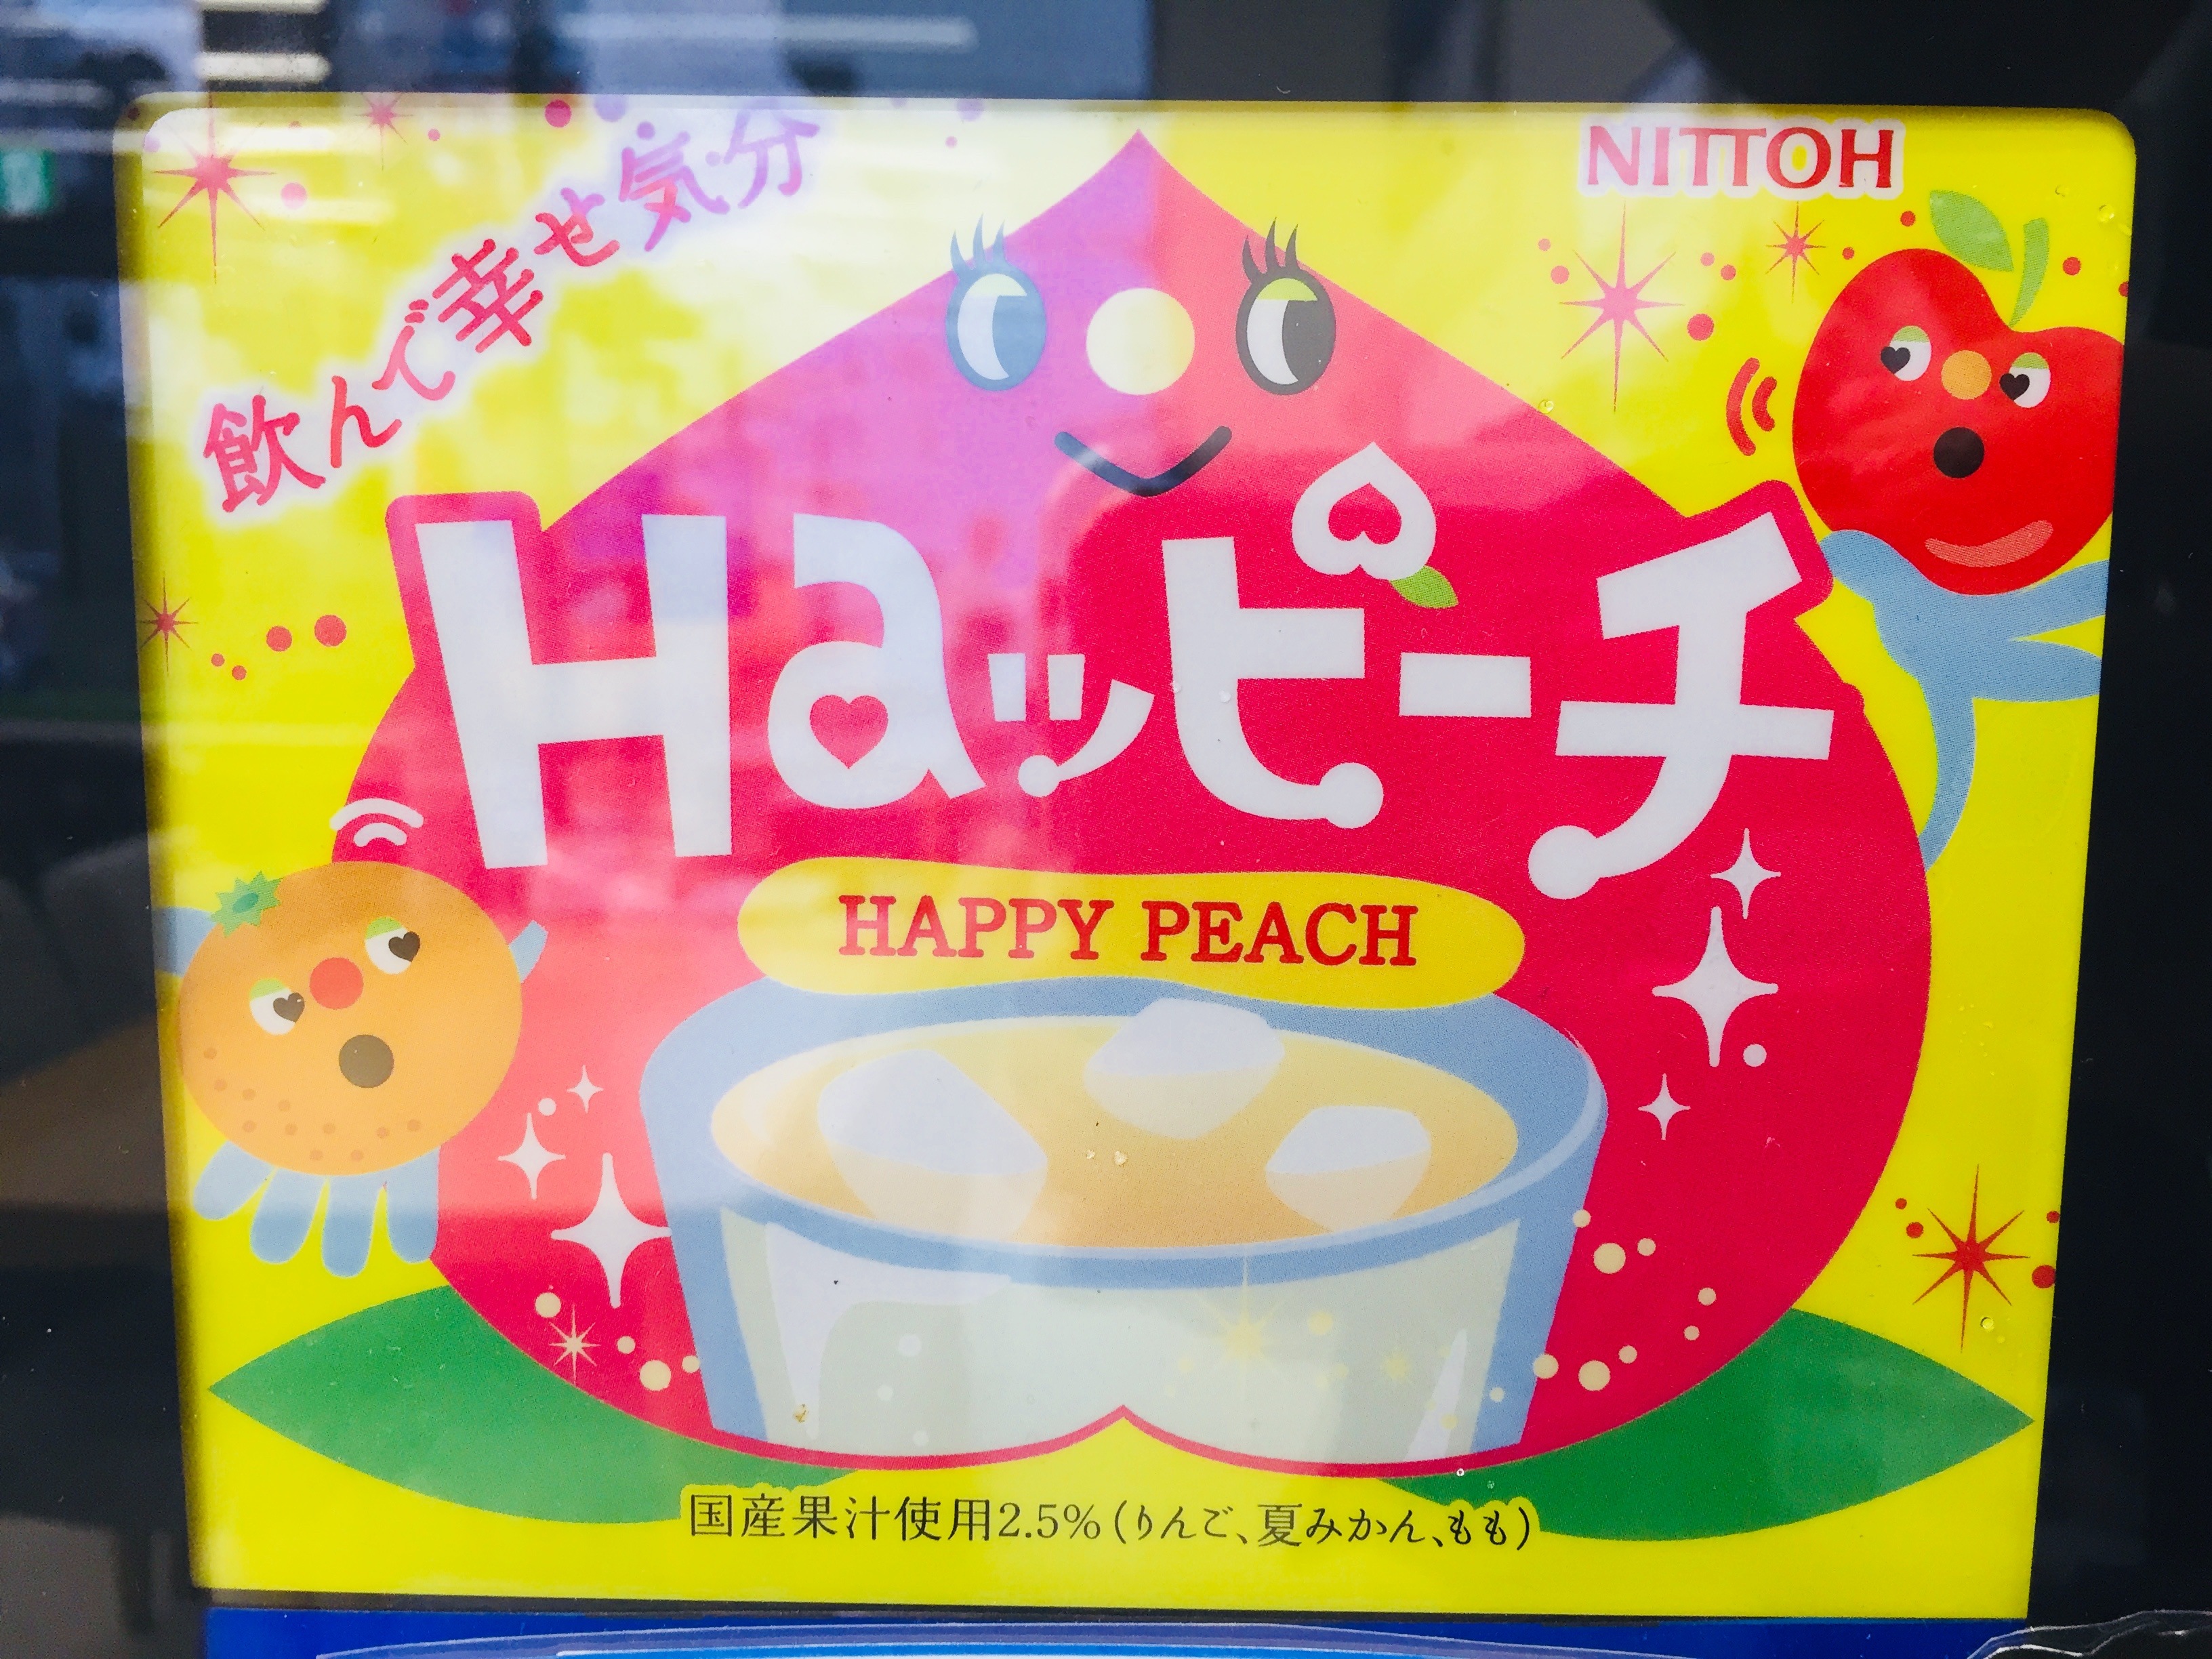 飲んで幸せ気分
NITTOH
Haッピーチ
HAPPY PEACH
国産果汁使用2.5%(りんご、夏みかん、もも)